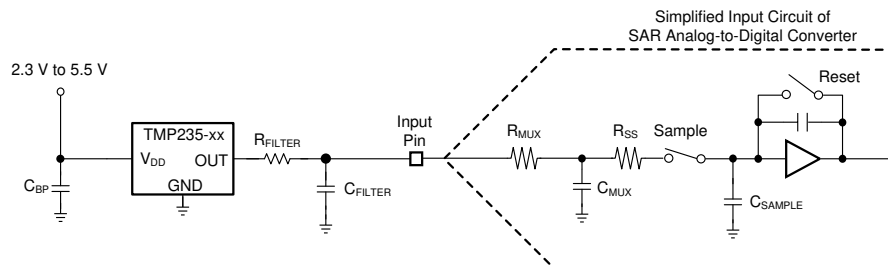 Simplified Input Circuit of
SAR Analog-to-Digital Converter
2.3 V to 5.5 V
Reset
TMP235-xx
Input
Pin
RFILTER
RMUX
RSS
Sample
VDD
OUT
GND
CBP
CFILTER
CMUX
CSAMPLE